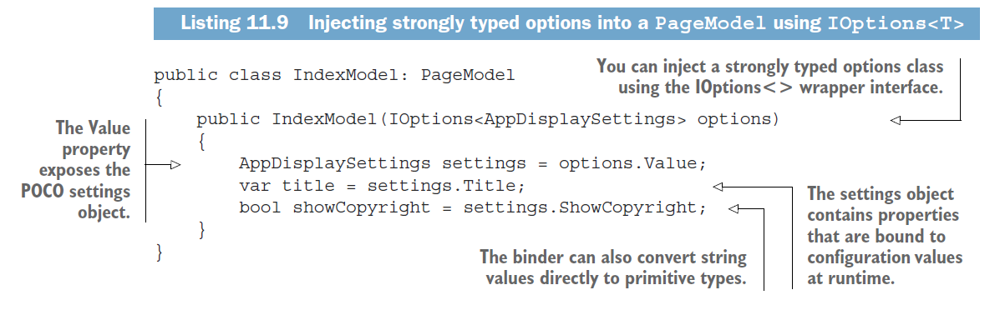 Listing 11.9 Injecting strongly typed options into a PageModel using IOptions<T>
You can inject a strongly typed options class
using the IOptions<> wrapper interface.
public class IndexModel: PageModel
{
public IndexModel(IOptions<AppDisplaySettings> options)
{
AppDisplaySettings settings = options.Value;
var title = settings.Title;
bool showCopyright = settings.ShowCopyright;
}
}
The Value
property
exposes the
POCO settings
object.
The settings object
contains properties
that are bound to
configuration values
at runtime.
The binder can also convert string
values directly to primitive types.